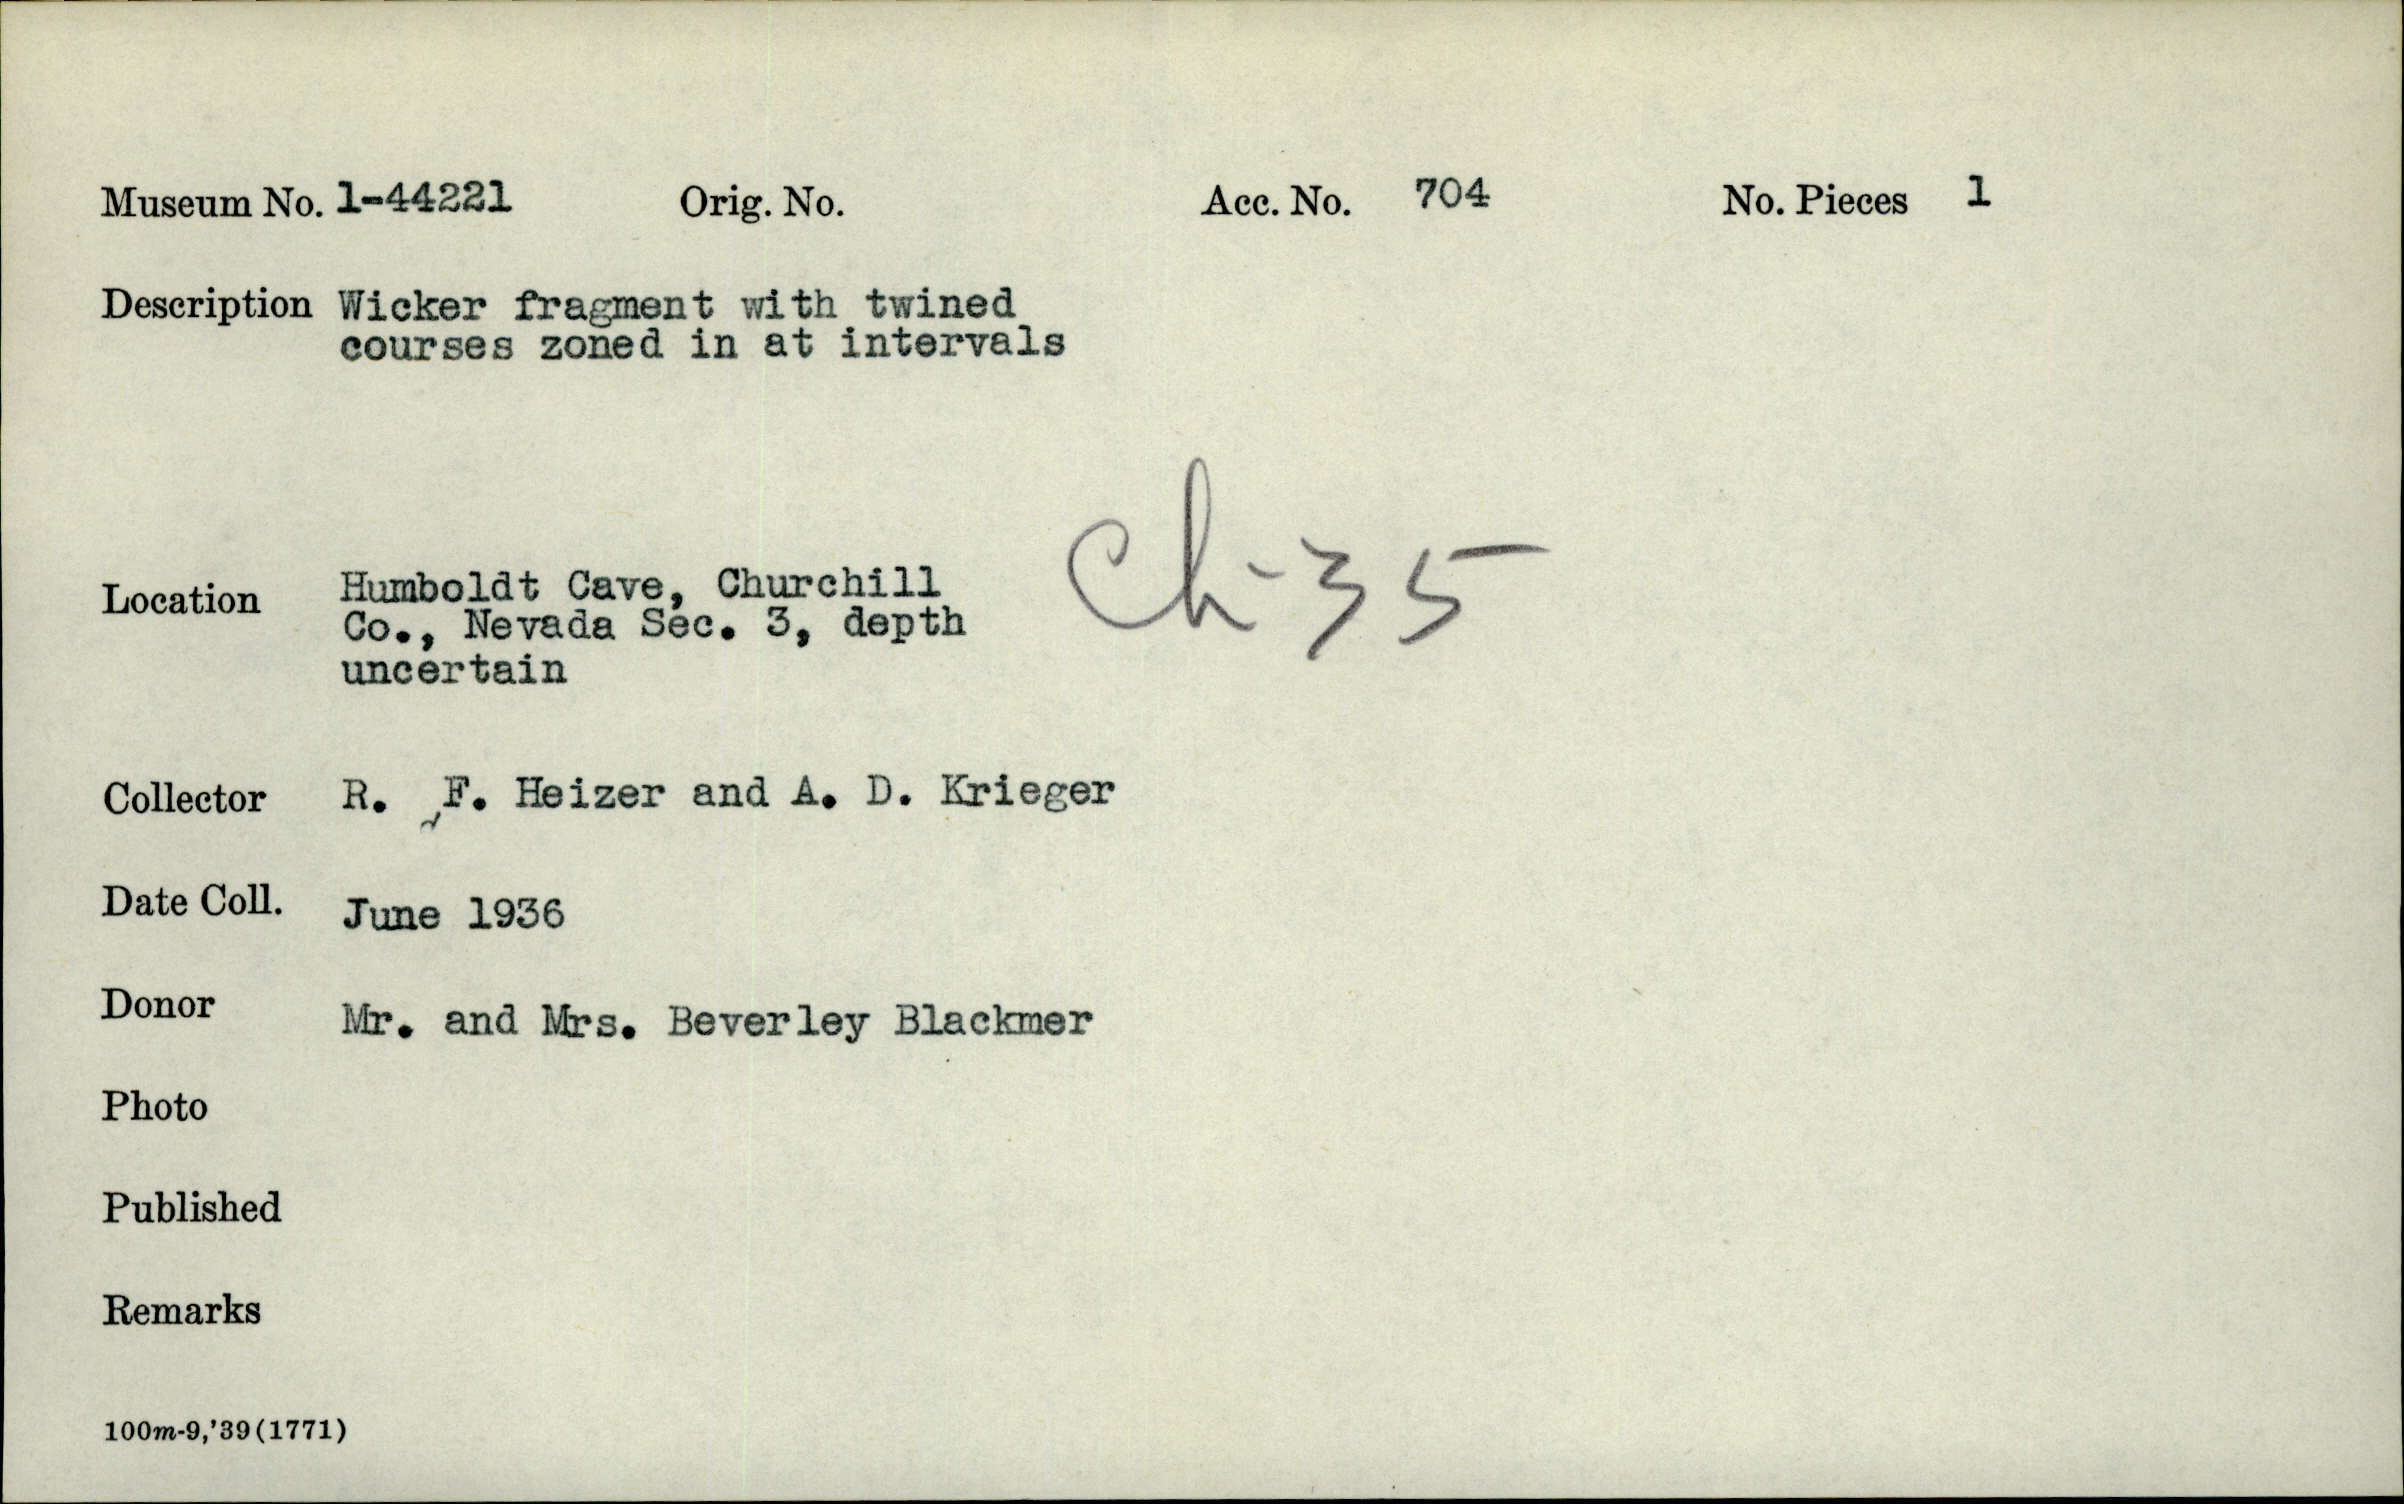 Museum No. 1-44221 Orig. No. Acc. No. 704 No. Pieces 1
Description Wicker fragment with twined
courses zoned in at intervals
Ch-35
Location Humboldt Cave, Churchill
Co., Nevada Sec. 3, depth
uncertain
Collector R. F. Heizer and A. D. Krieger
Date Coll. June 1936
Donor Mr. and Mrs. Beverley Blackmer
Photo
Published
Remarks
100m-9,'39(1771)